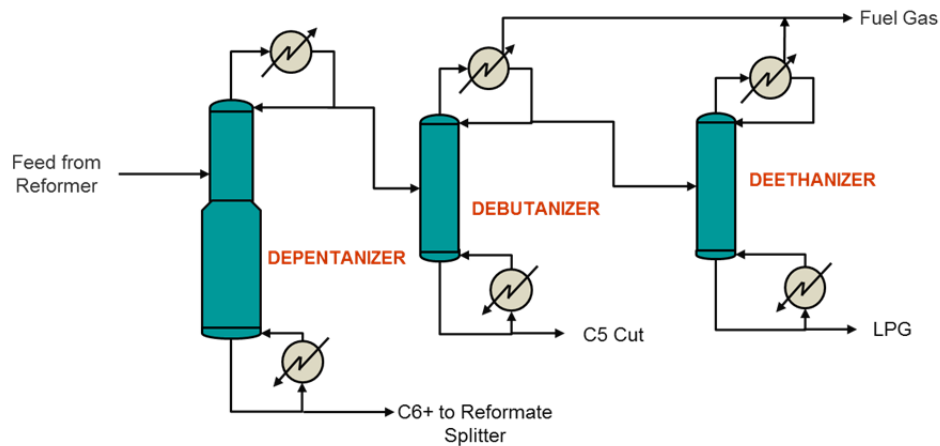 Fuel Gas
Feed from
Reformer
DEPENTANIZER
DEBUTANIZER
DEETHANIZER
C5 Cut
LPG
C6+ to Reformate
Splitter